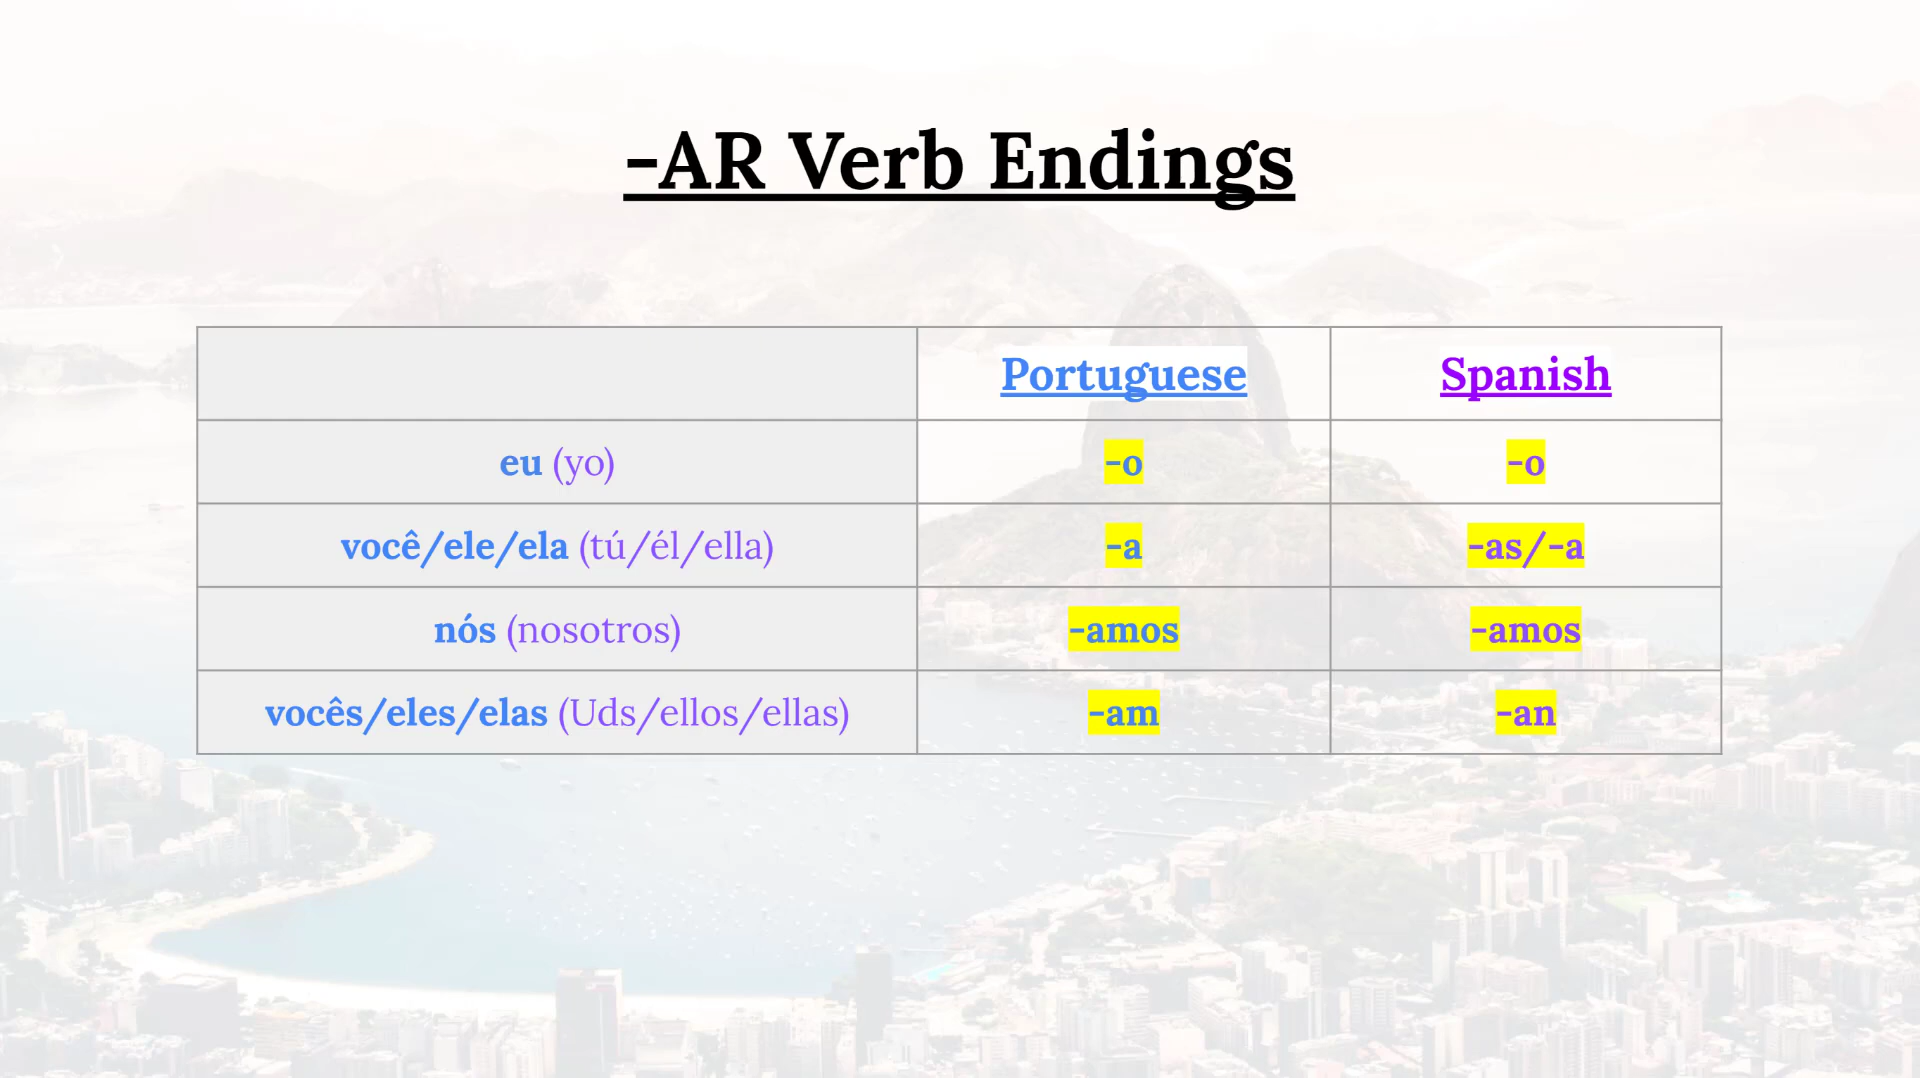 -AR Verb Endings
Portuguese Spanish
eu (yo) -o -o
você/ele/ela (tú/él/ella) -a -as/-a
nós (nosotros) -amos -amos
vocês/eles/elas (Uds/ellos/ellas) -am -an